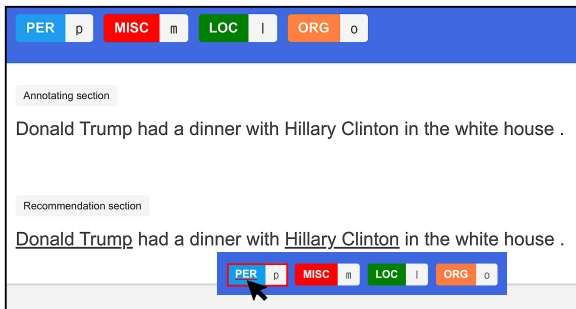 PER p MISC m LOC l ORG o
Annotating section
Donald Trump had a dinner with Hillary Clinton in the white house .
Recommendation section
Donald Trump had a dinner with Hillary Clinton in the white house .
PER p MISC m LOC l ORG o